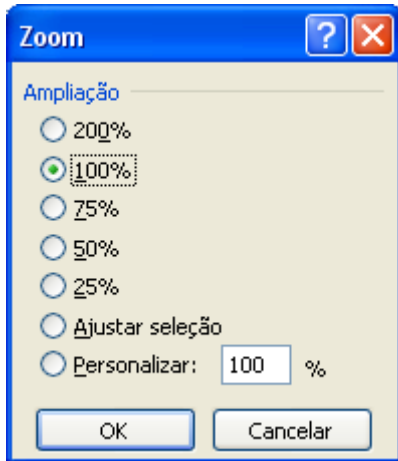 Zoom
Ampliação
200%
100%
75%
50%
25%
Ajustar seleção
Personalizar: 100 %
OK Cancelar